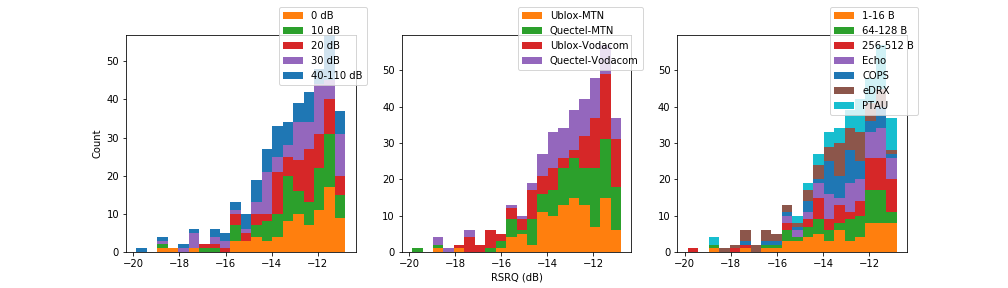 0 dB
10 dB
20 dB
30 dB
40-110 dB
Count
50
40
30
20
10
0
−20
−18
−16
−14
−12
Ublox-MTN
Quectel-MTN
Ublox-Vodacom
Quectel-Vodacom
50
40
30
20
10
0
−20
−18
−16
−14
−12
RSRQ (dB)
1-16 B
64-128 B
256-512 B
Echo
COPS
eDRX
PTAU
50
40
30
20
10
0
−20
−18
−16
−14
−12